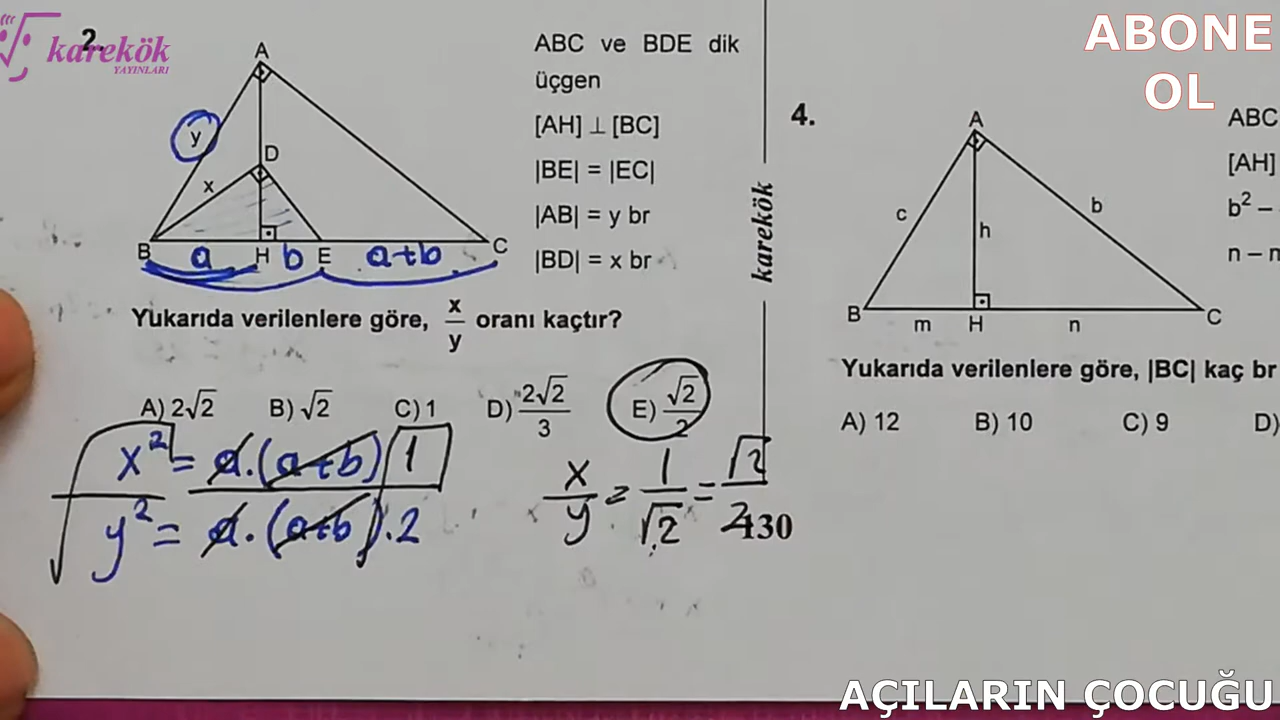 karekök
YAYINLARI
2.
A
y
D
x
B
a
H
b
E
a+b
C
ABC ve BDE dik
üçgen
[AH] ⊥ [BC]
|BE| = |EC|
|AB| = y br
|BD| = x br
Yukarıda verilenlere göre, x/y oranı kaçtır?
A) 2√2 B) √2 C) 1 D) 2√2/3 E) √2/2
x² = a.(a+b) 1
y² = a.(a+b).2
x/y = 1/√2 = √2/2
karekök
130
ABONE
OL
4.
A
c
b
h
B
m
H
n
C
ABC
[AH]
b² –
n – n
Yukarıda verilenlere göre, |BC| kaç br
A) 12 B) 10 C) 9 D)
AÇILARIN ÇOCUĞU